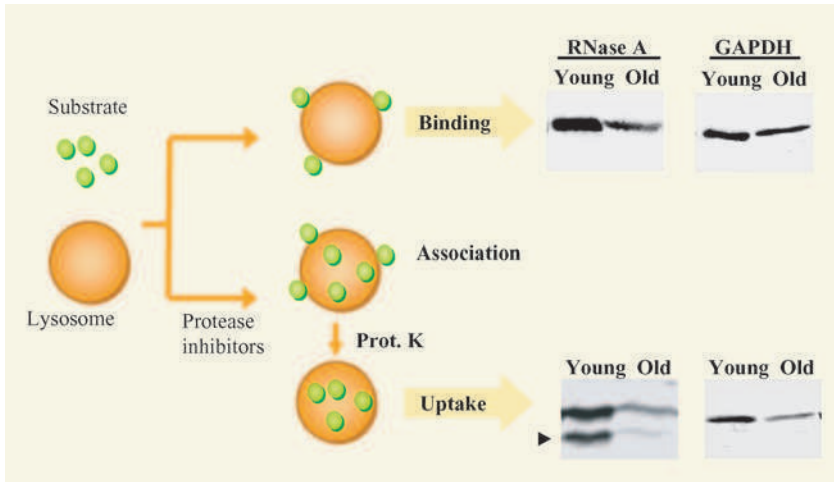 RNase A GAPDH
Young Old Young Old
Substrate
Binding
Association
Lysosome
Protease
inhibitors
Prot. K
Young Old Young Old
Uptake